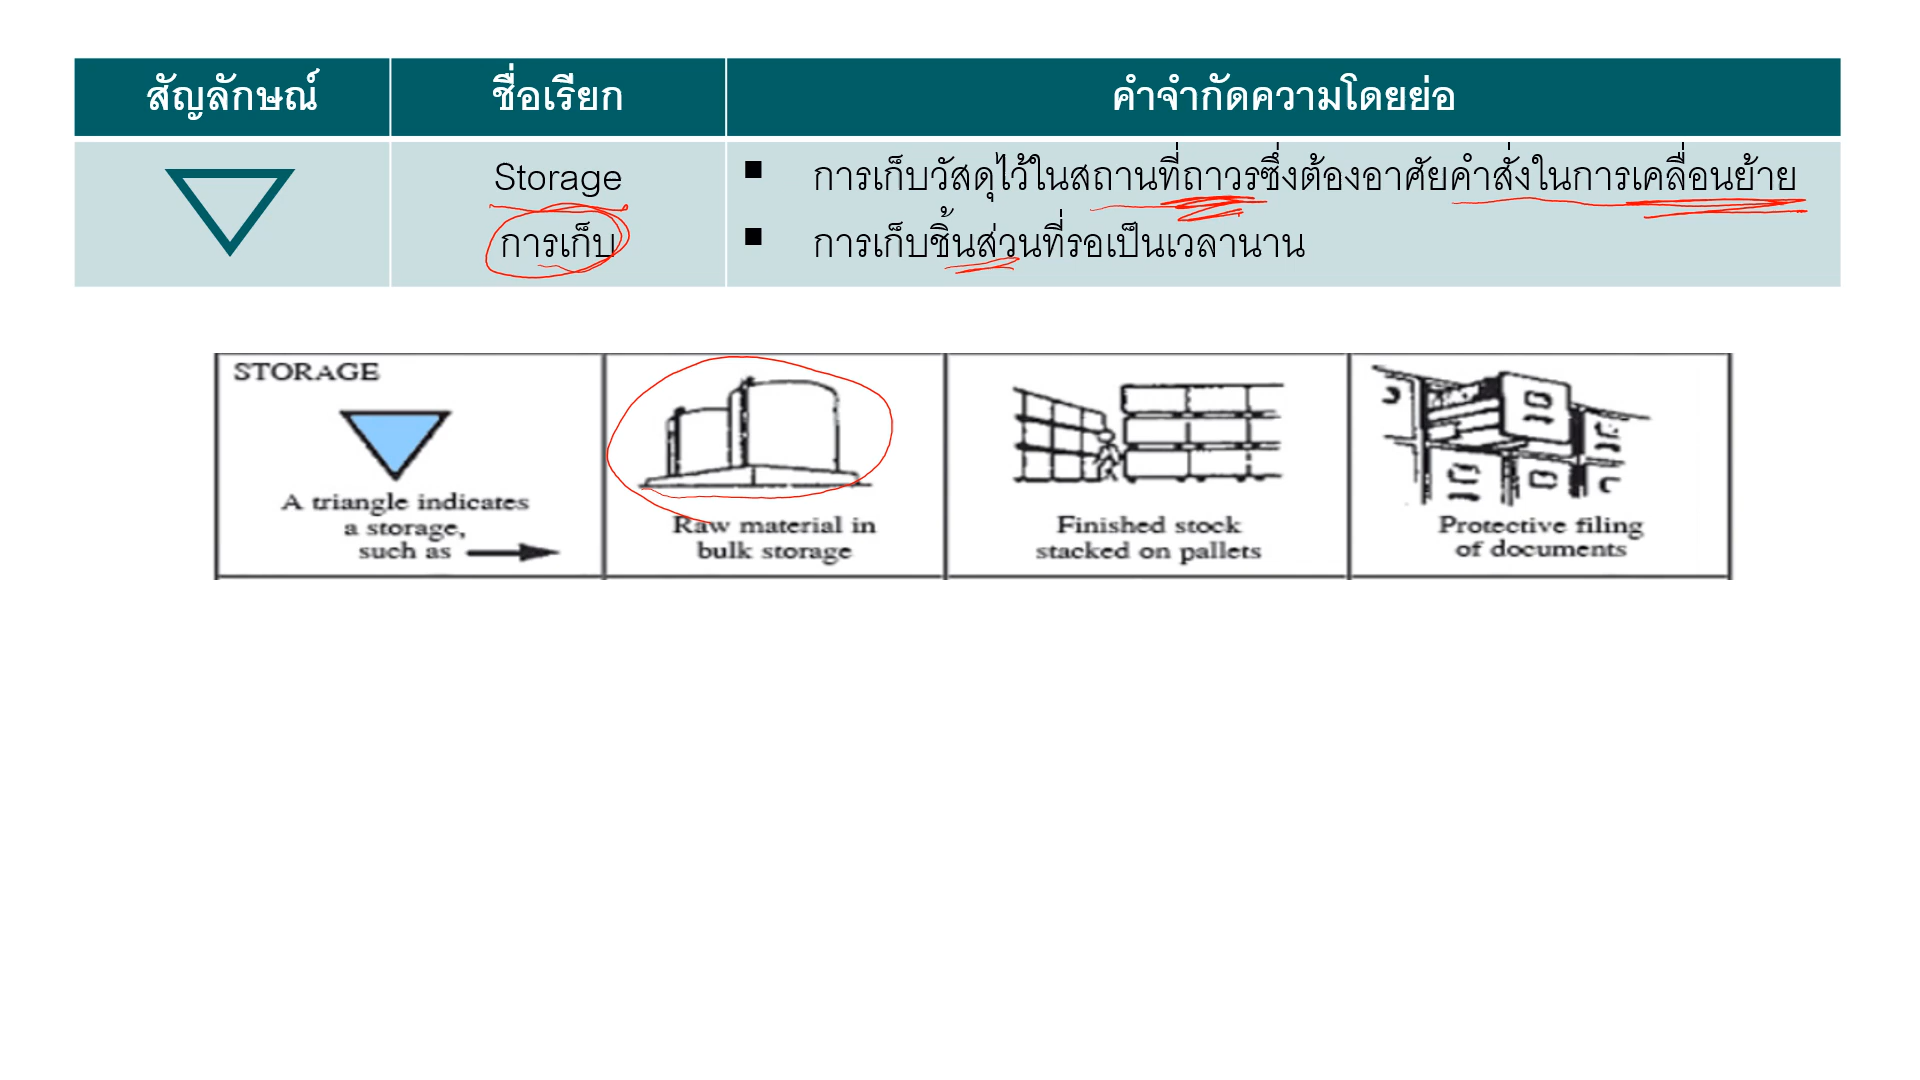 สัญลักษณ์ ชื่อเรียก คำจำกัดความโดยย่อ
Storage
การเก็บ
▪ การเก็บวัสดุไว้ในสถานที่ถาวรซึ่งต้องอาศัยคำสั่งในการเคลื่อนย้าย
▪ การเก็บชิ้นส่วนที่รอเป็นเวลานาน
STORAGE
A triangle indicates
a storage,
such as
Raw material in
bulk storage
Finished stock
stacked on pallets
Protective filing
of documents